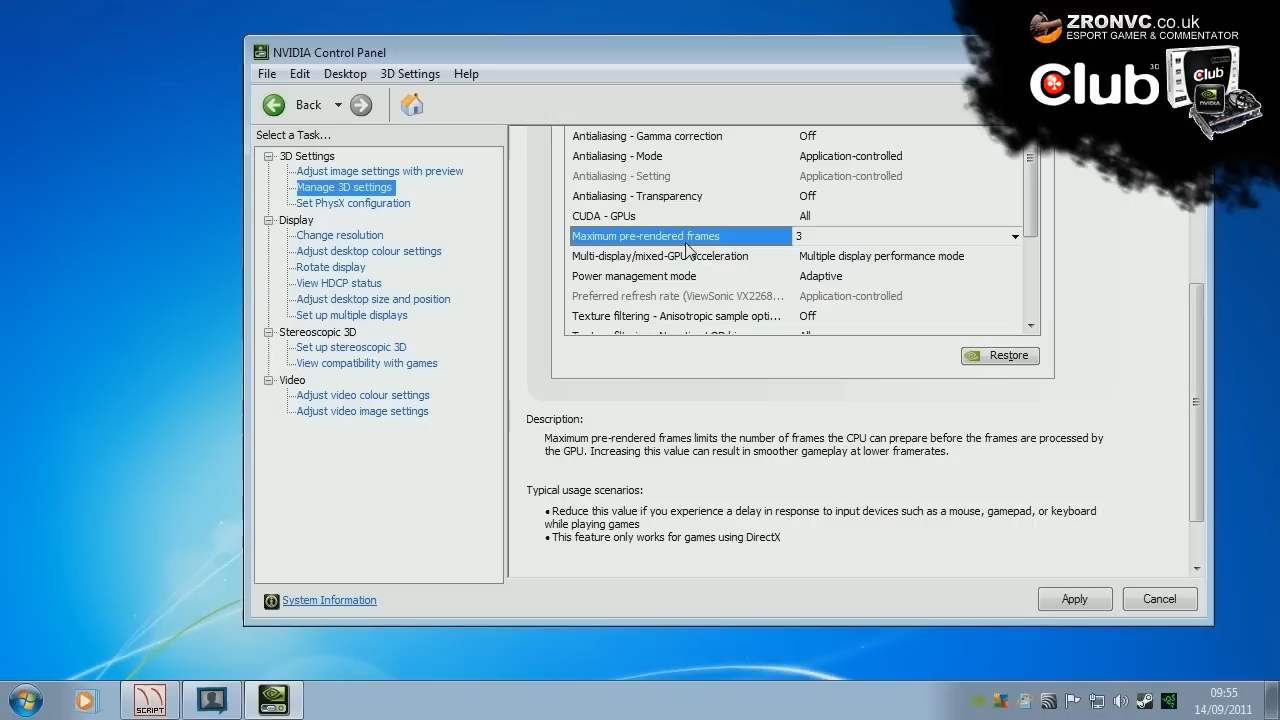 ZRONVC.co.uk
ESPORT GAMER & COMMENTATOR
Club 3D
Club
NVIDIA
NVIDIA Control Panel
File Edit Desktop 3D Settings Help
Back
Select a Task...
3D Settings
Adjust image settings with preview
Manage 3D settings
Set PhysX configuration
Display
Change resolution
Adjust desktop colour settings
Rotate display
View HDCP status
Adjust desktop size and position
Set up multiple displays
Stereoscopic 3D
Set up stereoscopic 3D
View compatibility with games
Video
Adjust video colour settings
Adjust video image settings
System Information
Antialiasing - Gamma correction Off
Antialiasing - Mode Application-controlled
Antialiasing - Setting Application-controlled
Antialiasing - Transparency Off
CUDA - GPUs All
Maximum pre-rendered frames 3
Multi-display/mixed-GPU acceleration Multiple display performance mode
Power management mode Adaptive
Preferred refresh rate (ViewSonic VX2268... Application-controlled
Texture filtering - Anisotropic sample opti... Off
Restore
Description:
Maximum pre-rendered frames limits the number of frames the CPU can prepare before the frames are processed by
the GPU. Increasing this value can result in smoother gameplay at lower framerates.
Typical usage scenarios:
• Reduce this value if you experience a delay in response to input devices such as a mouse, gamepad, or keyboard
while playing games
• This feature only works for games using DirectX
Apply Cancel
SCRIPT
09:55
14/09/2011